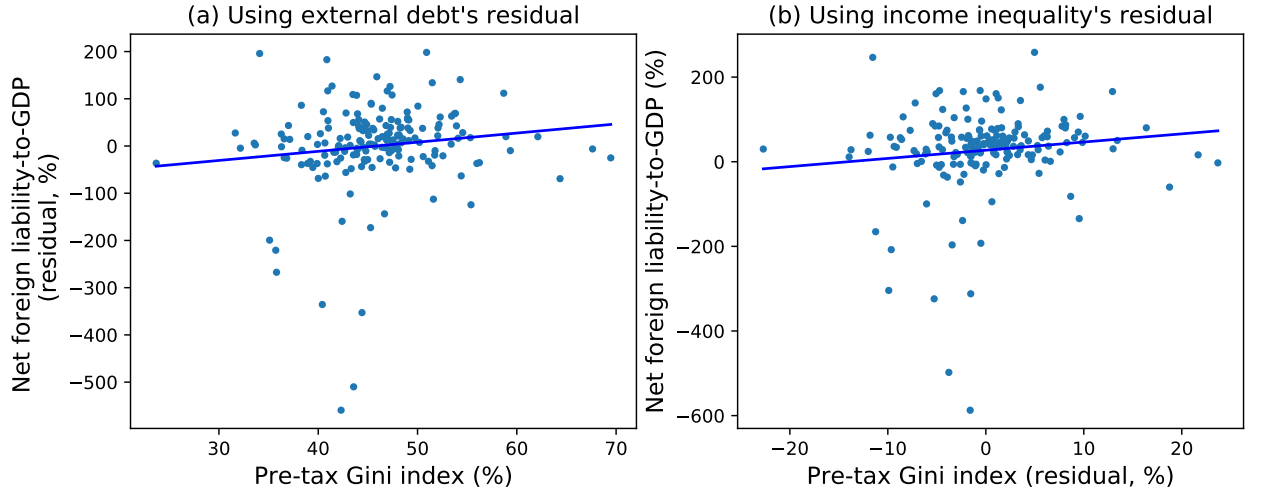 (a) Using external debt's residual
Net foreign liability-to-GDP
(residual, %)
200
100
0
−100
−200
−300
−400
−500
30 40 50 60 70
Pre-tax Gini index (%)
(b) Using income inequality's residual
Net foreign liability-to-GDP (%)
200
0
−200
−400
−600
−20 −10 0 10 20
Pre-tax Gini index (residual, %)